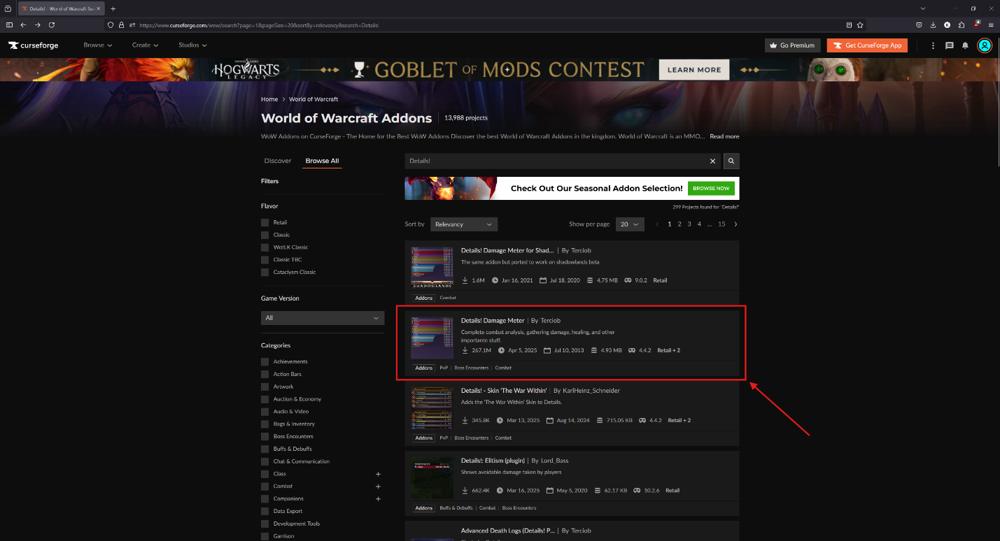 Details! - World of Warcraft Sea
https://www.curseforge.com/wow/search?page=1&pageSize=20&sortBy=relevancy&search=Details!
4
curseforge
Browse
Create
Studios
Go Premium
Get CurseForge App
HOGWARTS
LEGACY
GOBLET OF MODS CONTEST
LEARN MORE
Home > World of Warcraft
World of Warcraft Addons
13,988 projects
WoW Addons on CurseForge - The Home for the Best WoW Addons Discover the best World of Warcraft Addons in the kingdom. World of Warcraft is an MMO... Read more
Discover
Browse All
Details!
Filters
Check Out Our Seasonal Addon Selection!
BROWSE NOW
299 Projects found for "Details!"
Sort by
Relevancy
Show per page
20
1 2 3 4 ... 15
Flavor
Retail
Classic
WotLK Classic
Classic TBC
Cataclysm Classic
Game Version
All
Categories
Achievements
Action Bars
Artwork
Auction & Economy
Audio & Video
Bags & Inventory
Boss Encounters
Buffs & Debuffs
Chat & Communication
Class
Combat
Companions
Data Export
Development Tools
Garrison
SHADOWLANDS
Details! Damage Meter for Shad... | By Terciob
The same addon but ported to work on shadowlands beta
1.6M Jan 16, 2021 Jul 18, 2020 4.75 MB 9.0.2 Retail
Addons Combat
Details! Damage Meter | By Terciob
Complete combat analysis, gathering damage, healing, and other
importante stuff.
267.1M Apr 5, 2025 Jul 10, 2013 4.93 MB 4.4.2 Retail + 2
Addons PvP | Boss Encounters | Combat
Details! - Skin 'The War Within' | By KarlHeinz_Schneider
Adds the 'The War Within' Skin to Details.
345.8K Mar 13, 2025 Aug 14, 2024 715.05 KB 4.4.2 Retail + 2
Addons PvP | Boss Encounters | Combat
Details!: Elitism (plugin) | By Lord_Bass
Shows avoidable damage taken by players
662.4K Mar 16, 2025 May 5, 2020 62.17 KB 10.2.6 Retail
Addons Buffs & Debuffs | Combat | Boss Encounters
Advanced Death Logs (Details! P... | By Terciob